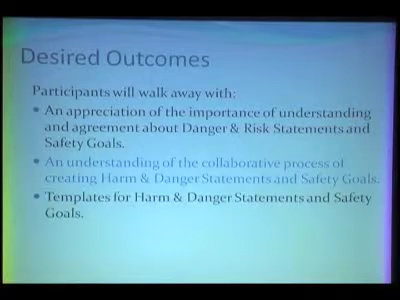 Desired Outcomes
Participants will walk away with:
• An appreciation of the importance of understanding
and agreement about Danger & Risk Statements and
Safety Goals.
• An understanding of the collaborative process of
creating Harm & Danger Statements and Safety Goals.
• Templates for Harm & Danger Statements and Safety
Goals.